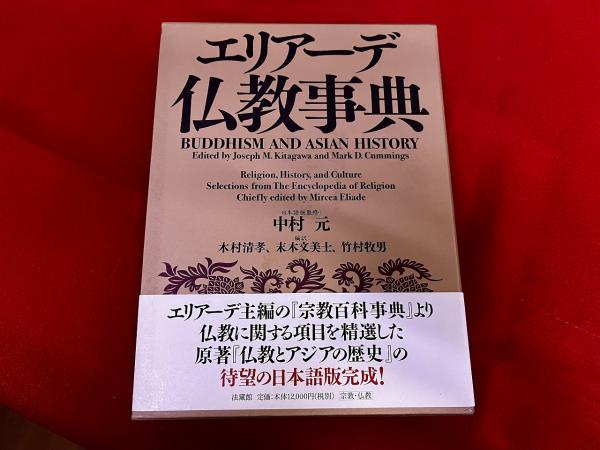 エリアーデ
仏教事典
BUDDHISM AND ASIAN HISTORY
Edited by Joseph M. Kitagawa and Mark D. Cummings
Religion, History, and Culture
Selections from The Encyclopedia of Religion
Chiefly edited by Mircea Eliade
日本語版監修
中村 元
編訳
木村清孝、末木文美士、竹村牧男
エリアーデ主編の『宗教百科事典』より
仏教に関する項目を精選した
原著『仏教とアジアの歴史』の
待望の日本語版完成!
法藏館 定価:本体12,000円(税別) 宗教・仏教